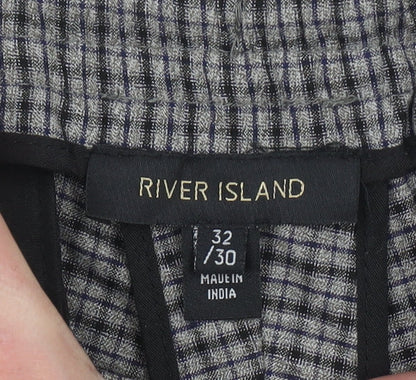 RIVER ISLAND
32
/30
MADE IN
INDIA